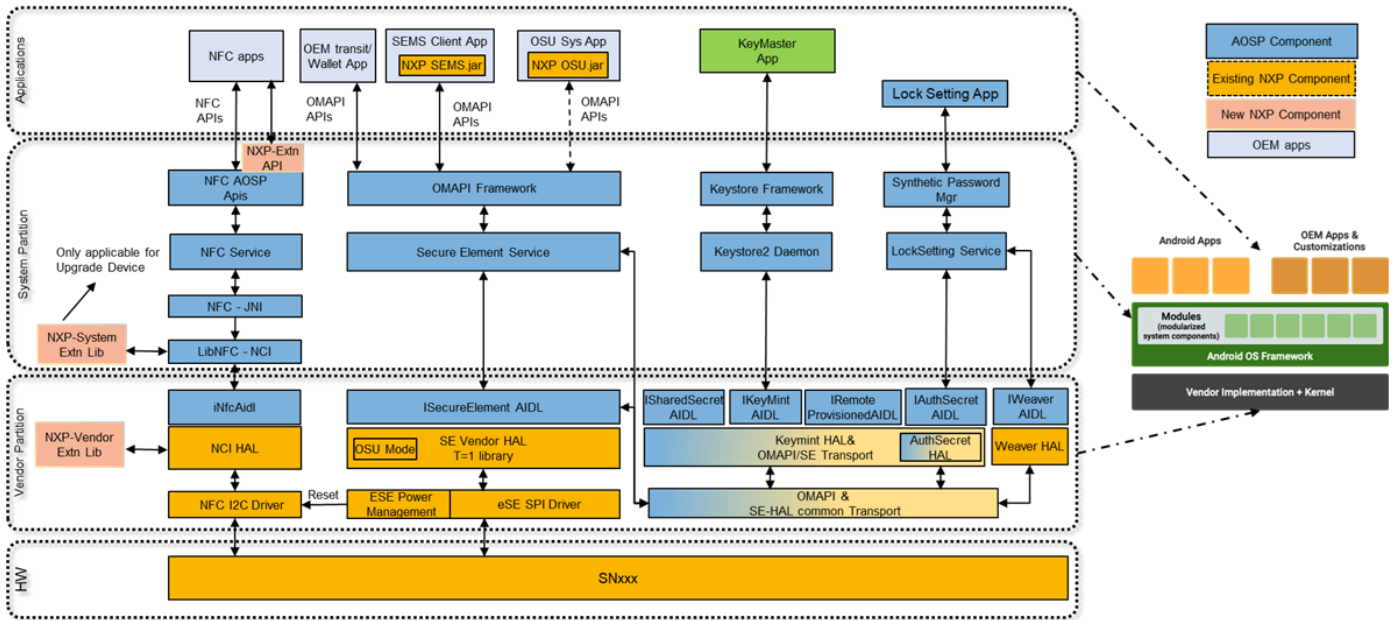 Applications
NFC apps
OEM transit/
Wallet App
SEMS Client App
NXP SEMS.jar
OSU Sys App
NXP OSU.jar
KeyMaster
App
Lock Setting App
NFC
APIs
OMAPI
APIs
OMAPI
APIs
OMAPI
APIs
AOSP Component
Existing NXP Component
New NXP Component
OEM apps
System Partition
NXP-Extn
API
NFC AOSP
Apis
OMAPI Framework
Keystore Framework
Synthetic Password
Mgr
Only applicable for
Upgrade Device
NFC Service
Secure Element Service
Keystore2 Daemon
LockSetting Service
NFC - JNI
NXP-System
Extn Lib
LibNFC - NCI
Android Apps
OEM Apps &
Customizations
Modules
(modularized
system components)
Android OS Framework
Vendor Implementation + Kernel
Vendor Partition
iNfcAidl
ISecureElement AIDL
ISharedSecret
AIDL
IKeyMint
AIDL
IRemote
ProvisionedAIDL
IAuthSecret
AIDL
IWeaver
AIDL
NXP-Vendor
Extn Lib
NCI HAL
OSU Mode
SE Vendor HAL
T=1 library
Keymint HAL&
OMAPI/SE Transport
AuthSecret
HAL
Weaver HAL
NFC I2C Driver
Reset
ESE Power
Management
eSE SPI Driver
OMAPI &
SE-HAL common Transport
HW
SNxxx